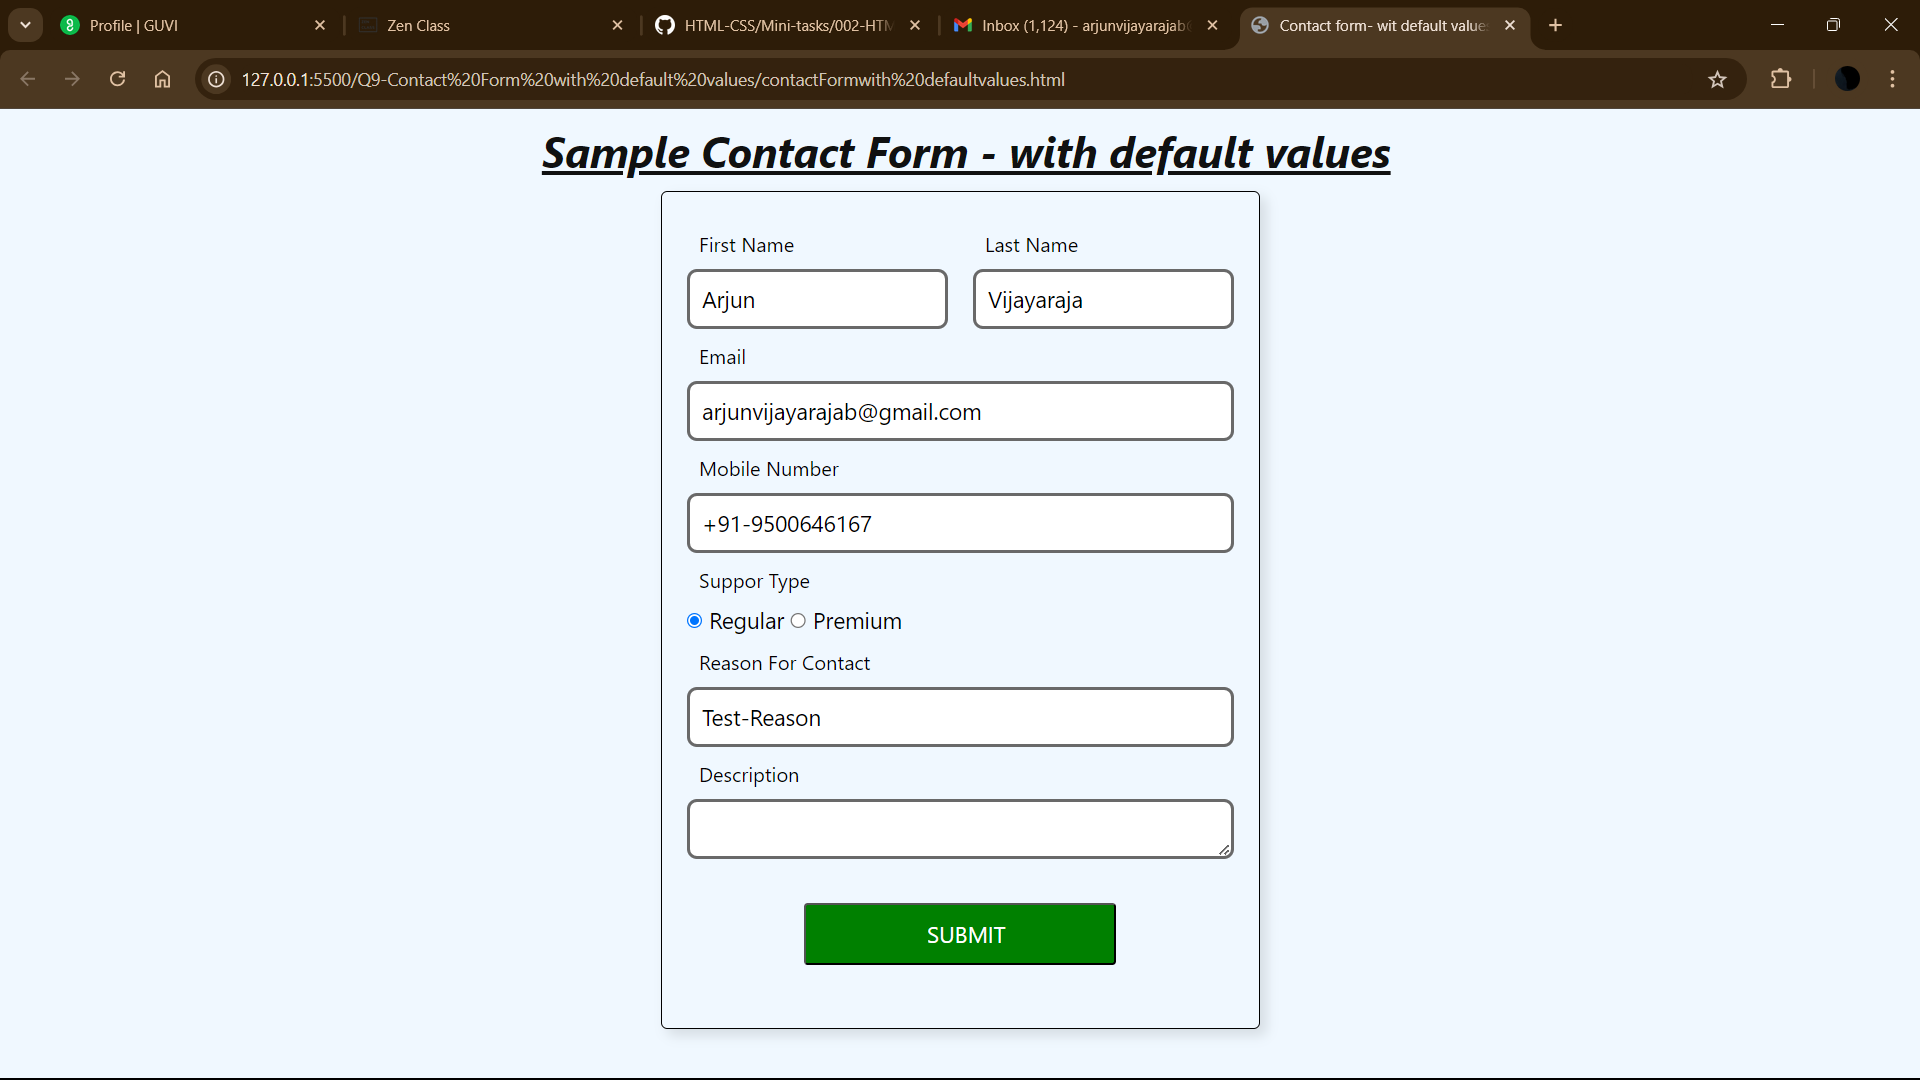 Profile | GUVI
Zen Class
HTML-CSS/Mini-tasks/002-HTM
Inbox (1,124) - arjunvijayarajab
Contact form- wit default value
127.0.0.1:5500/Q9-Contact%20Form%20with%20default%20values/contactFormwith%20defaultvalues.html
Sample Contact Form - with default values
First Name
Last Name
Arjun
Vijayaraja
Email
arjunvijayarajab@gmail.com
Mobile Number
+91-9500646167
Suppor Type
Regular Premium
Reason For Contact
Test-Reason
Description
SUBMIT